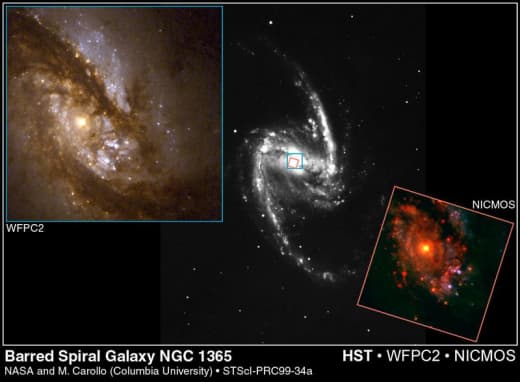 WFPC2
NICMOS
Barred Spiral Galaxy NGC 1365
HST • WFPC2 • NICMOS
NASA and M. Carollo (Columbia University) • STScI-PRC99-34a